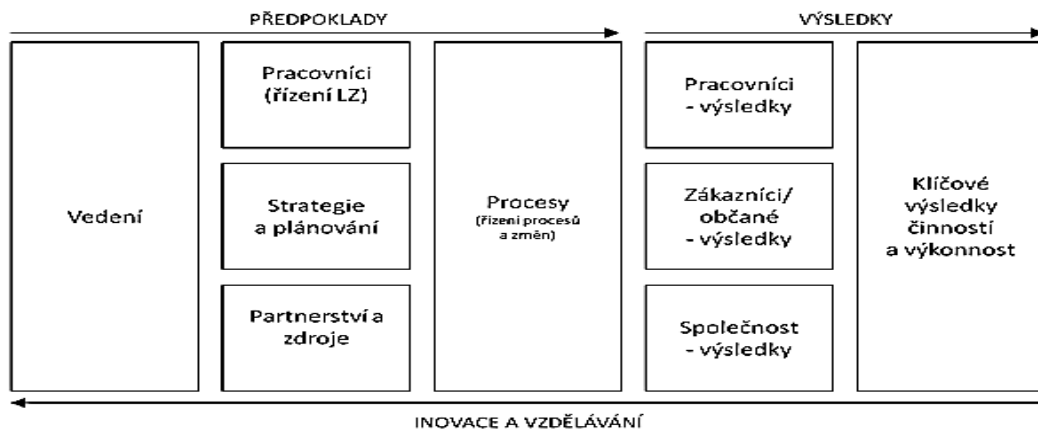 PŘEDPOKLADY
VÝSLEDKY
Vedení
Pracovníci
(řízení LZ)
Strategie
a plánování
Partnerství a
zdroje
Procesy
(řízení procesů
a změn)
Pracovníci
- výsledky
Zákazníci/
občané
- výsledky
Společnost
- výsledky
Klíčové
výsledky
činností
a výkonnost
INOVACE A VZDĚLÁVÁNÍ